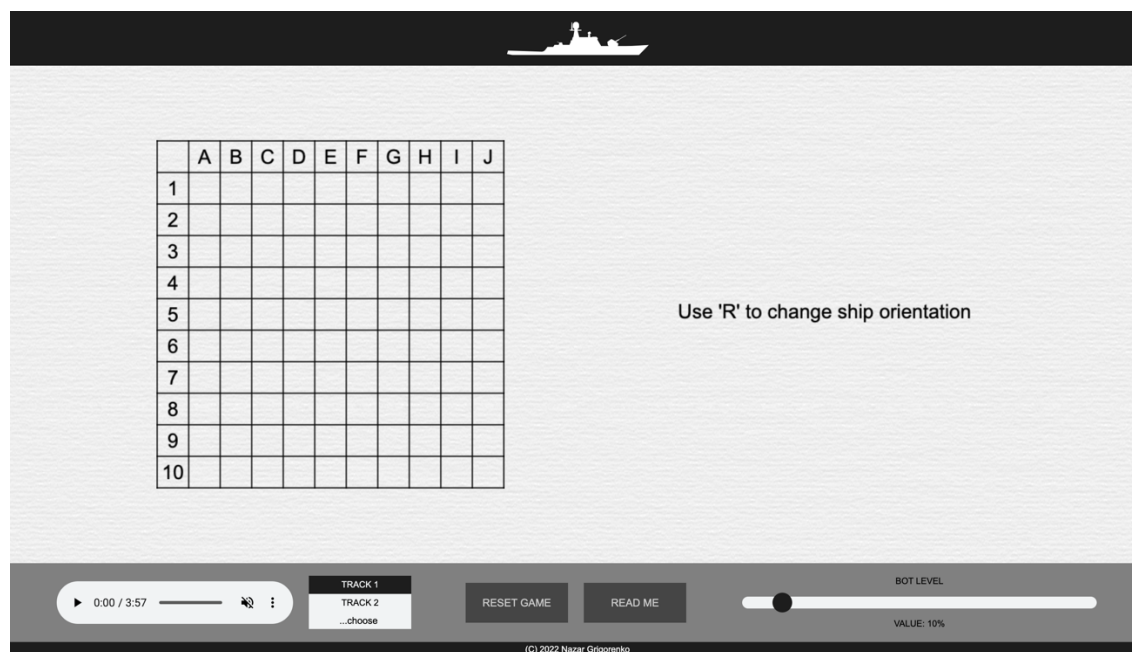 A B C D E F G H I J
1
2
3
4
5
6
7
8
9
10
Use 'R' to change ship orientation
0:00 / 3:57
TRACK 1
TRACK 2
...choose
RESET GAME
READ ME
BOT LEVEL
VALUE: 10%
(C) 2022 Nazar Grigorenko